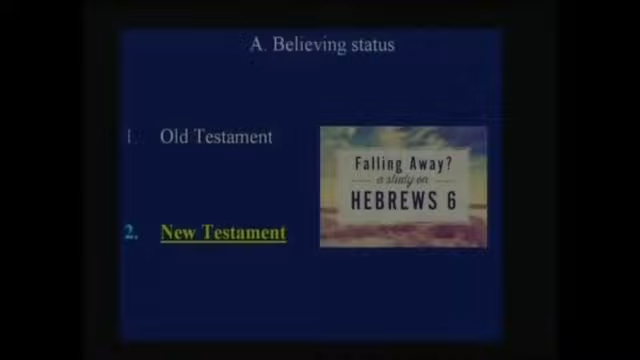 A. Believing status
1. Old Testament
Falling Away?
a study on
HEBREWS 6
2. New Testament